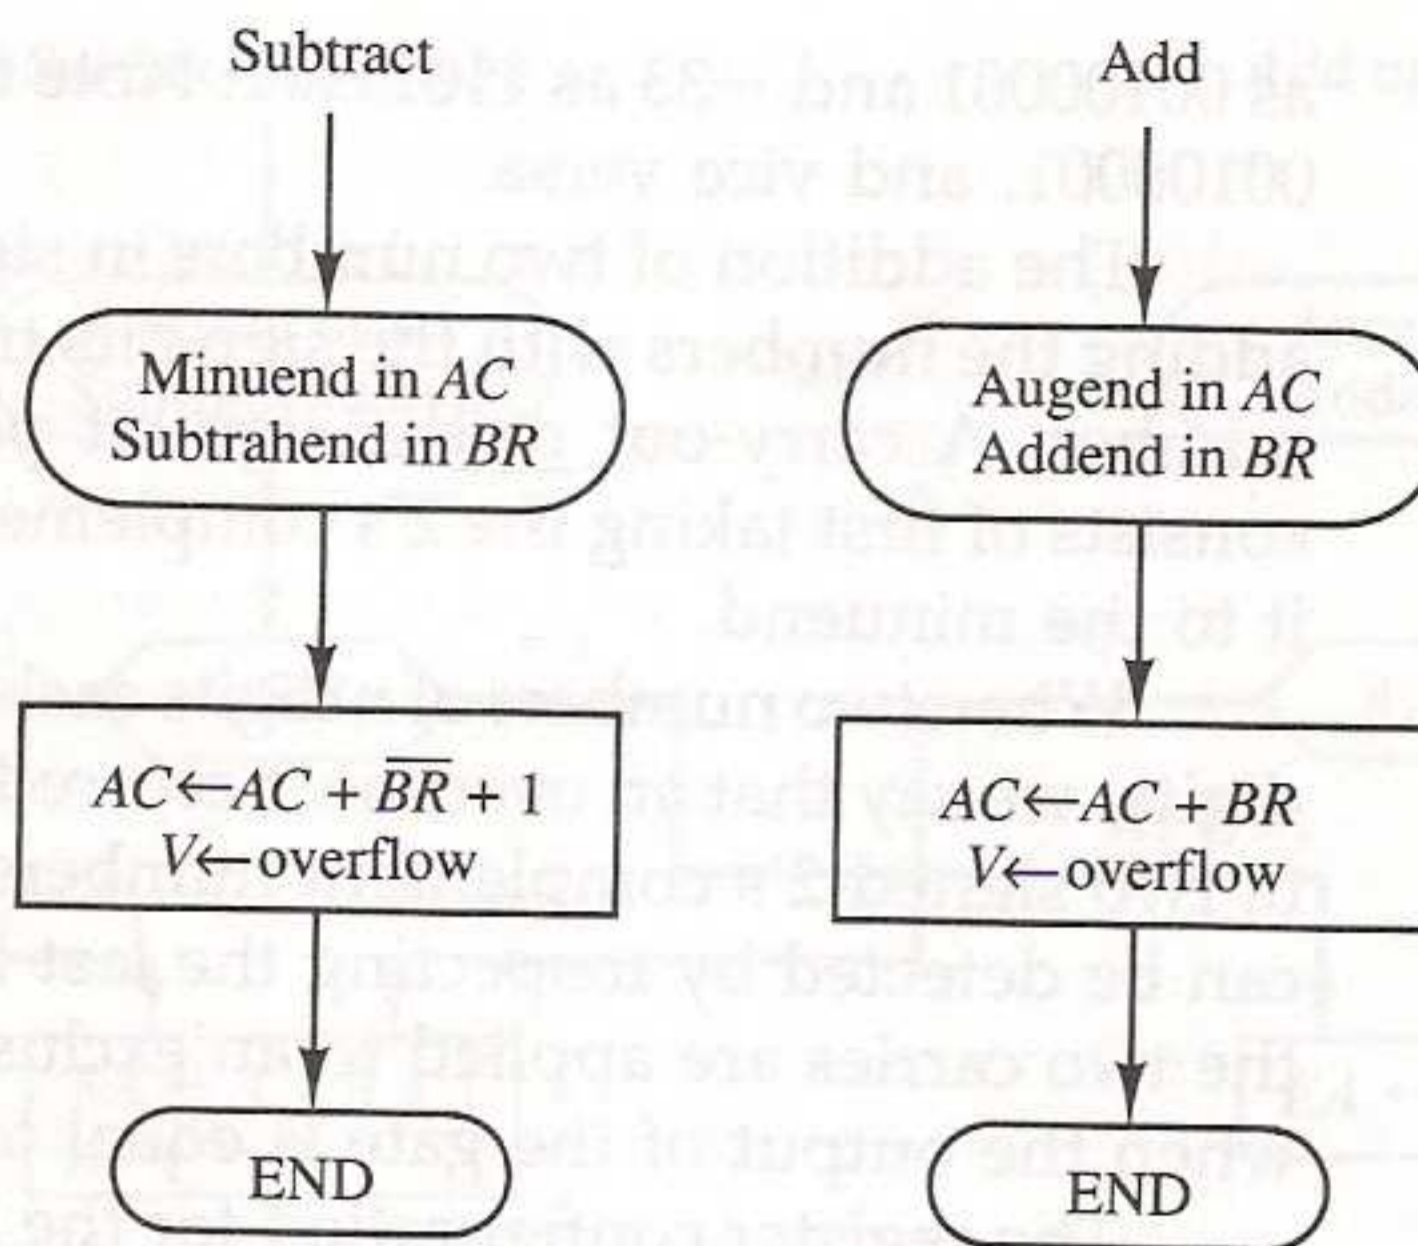 Subtract
Minuend in AC
Subtrahend in BR
AC←AC + B̅R̅ + 1
V←overflow
END
Add
Augend in AC
Addend in BR
AC←AC + BR
V←overflow
END